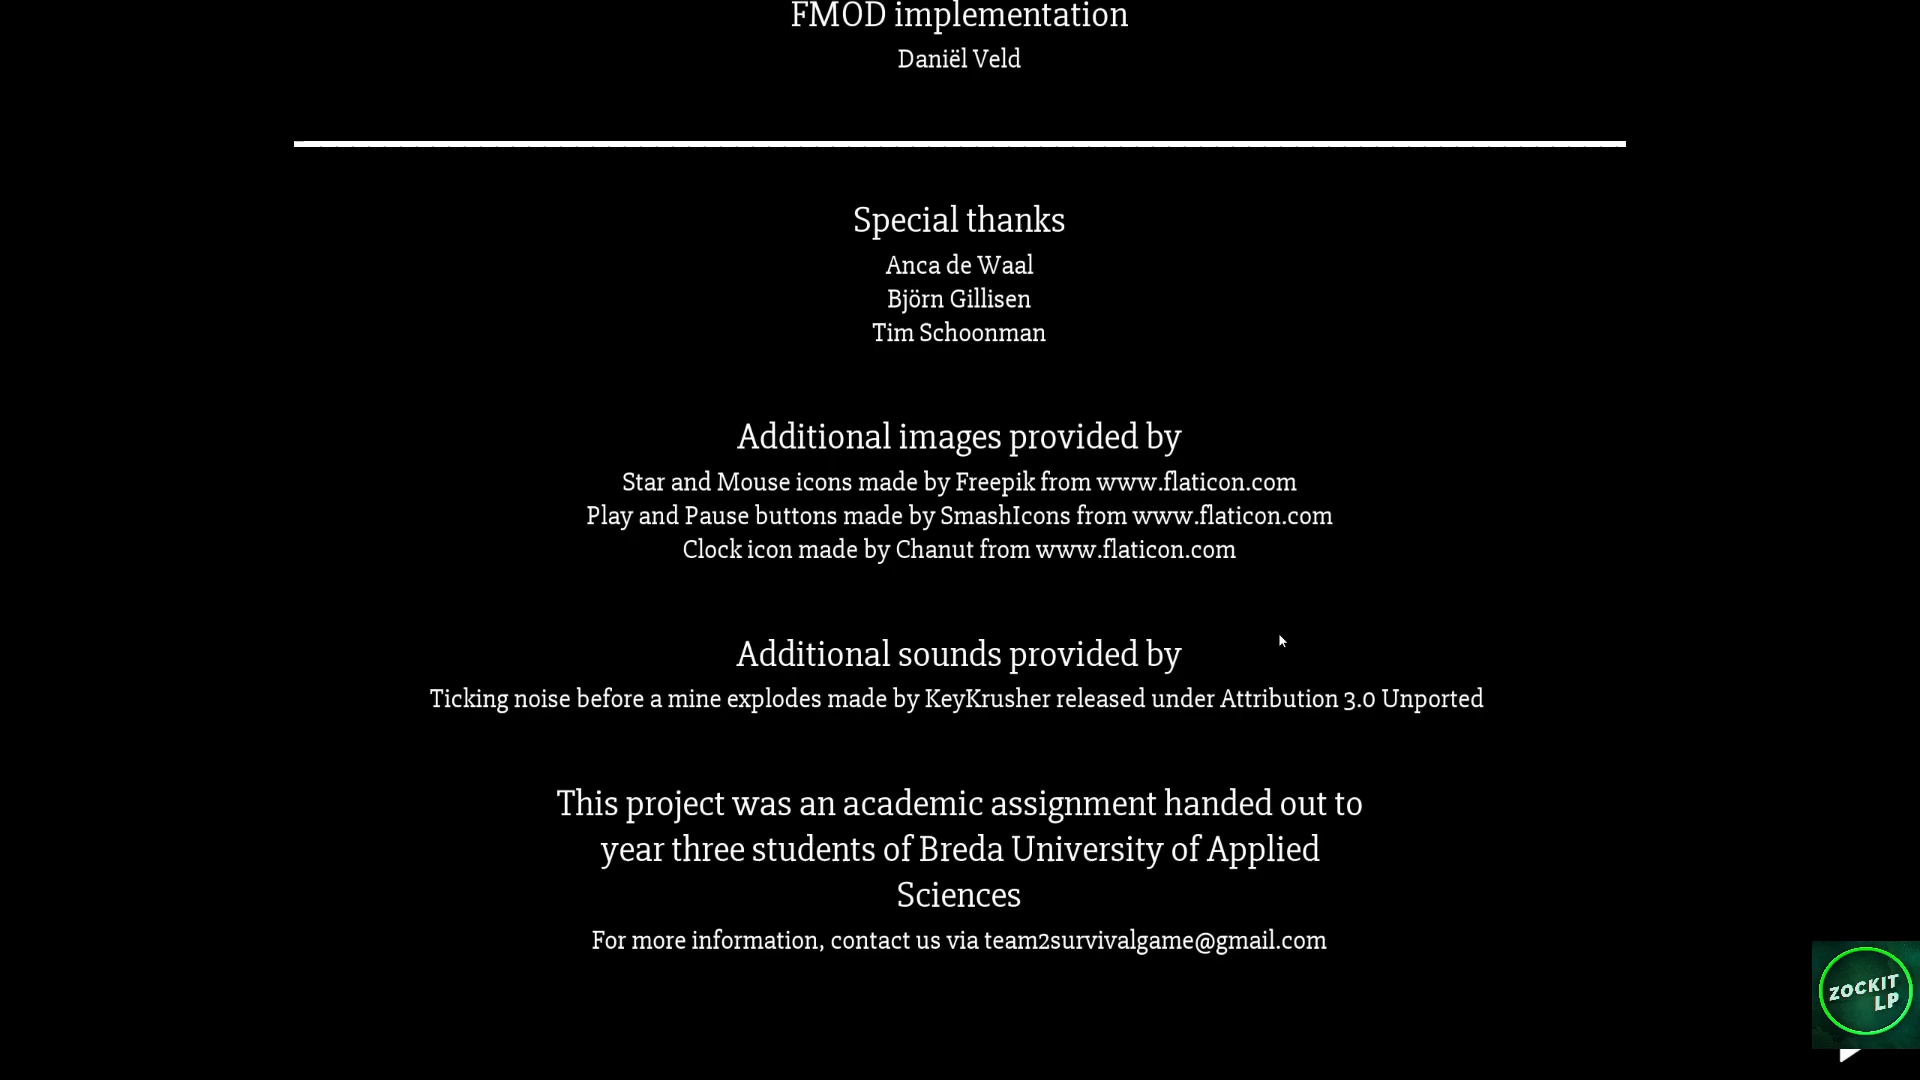 FMOD implementation
Daniël Veld
Special thanks
Anca de Waal
Björn Gillisen
Tim Schoonman
Additional images provided by
Star and Mouse icons made by Freepik from www.flaticon.com
Play and Pause buttons made by SmashIcons from www.flaticon.com
Clock icon made by Chanut from www.flaticon.com
Additional sounds provided by
Ticking noise before a mine explodes made by KeyKrusher released under Attribution 3.0 Unported
This project was an academic assignment handed out to
year three students of Breda University of Applied
Sciences
For more information, contact us via team2survivalgame@gmail.com
ZOCKIT
LP